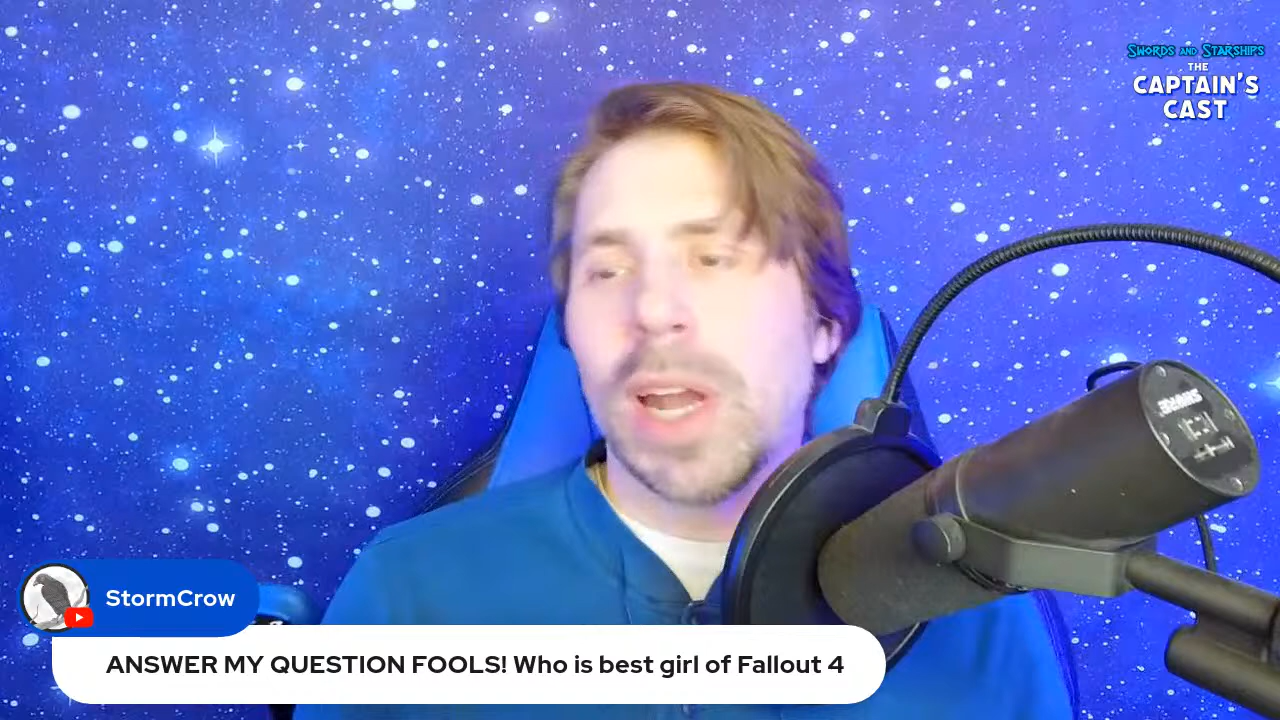 SWORDS AND STARSHIPS
THE
CAPTAIN'S
CAST
StormCrow
ANSWER MY QUESTION FOOLS! Who is best girl of Fallout 4